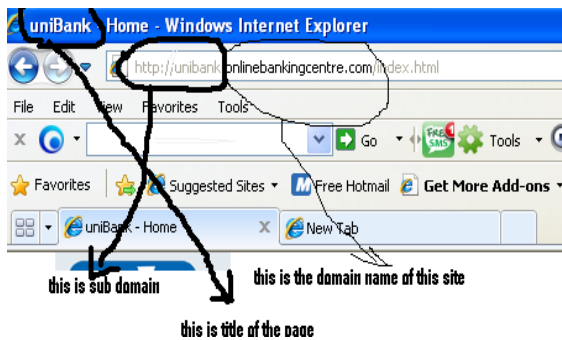 uniBank - Home - Windows Internet Explorer
http://unibank.onlinebankingcentre.com/index.html
File Edit View Favorites Tools
x Go FREE SMS Tools
Favorites Suggested Sites Free Hotmail Get More Add-ons
uniBank - Home x New Tab
this is sub domain
this is the domain name of this site
this is title of the page